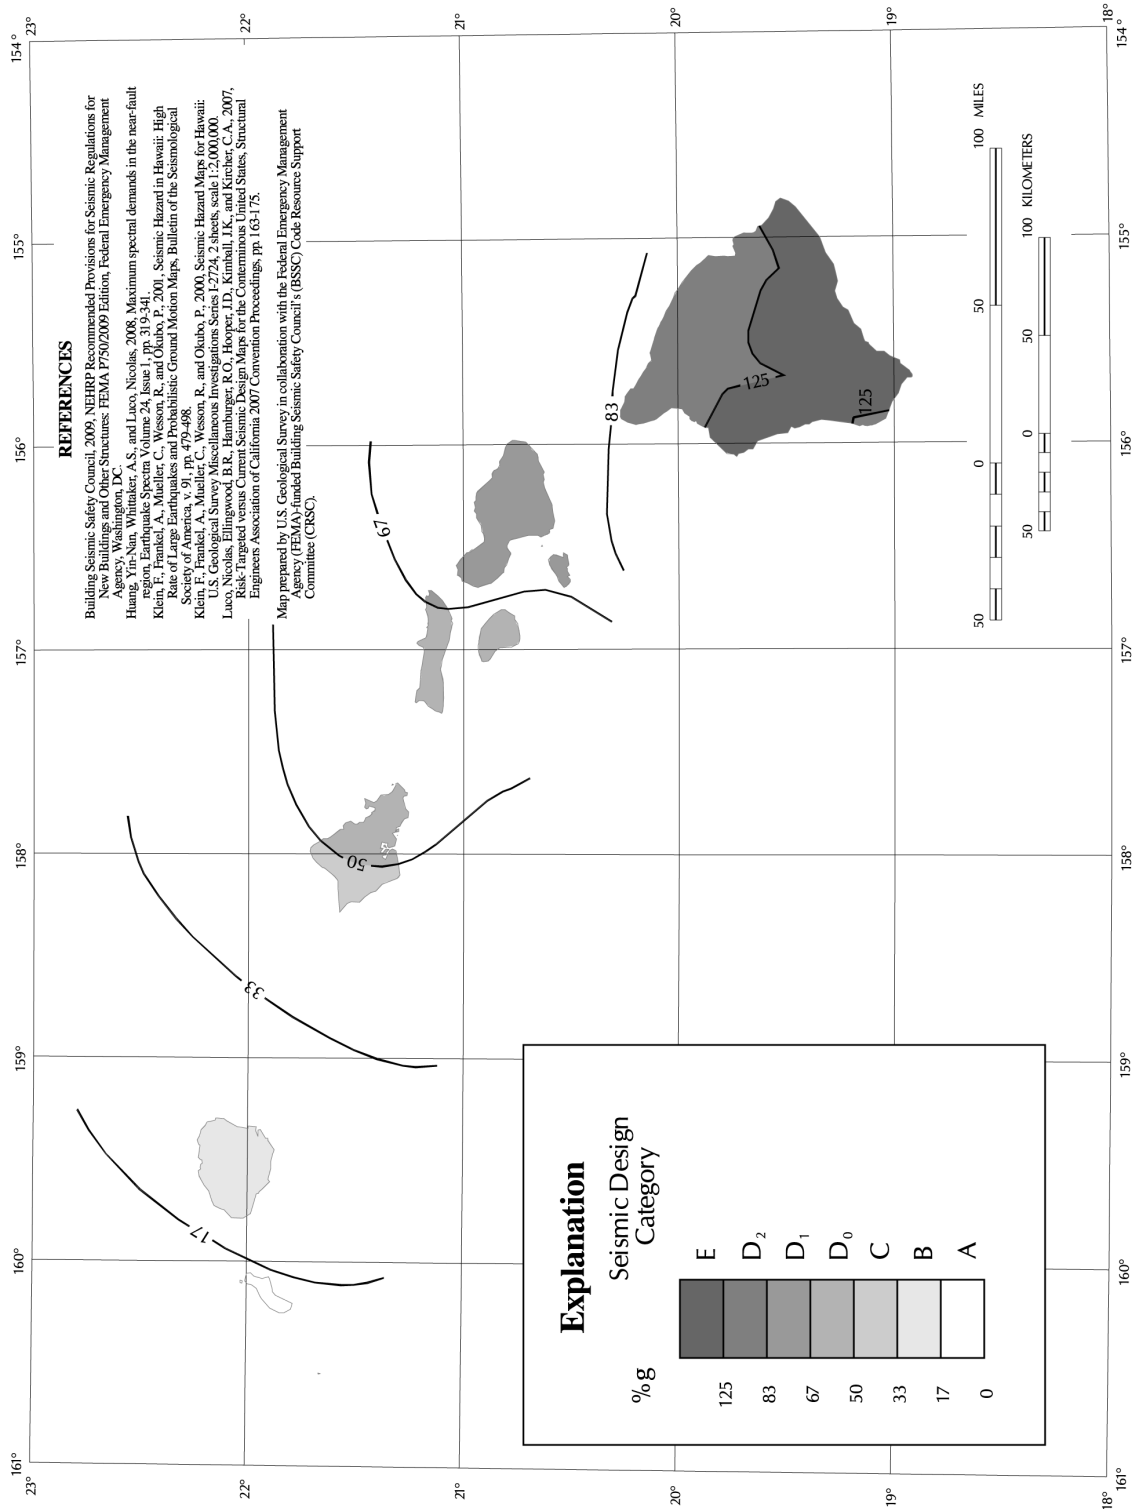 161°
160°
159°
158°
157°
156°
155°
154°
23°
23°
22°
22°
21°
21°
20°
20°
19°
19°
18°
18°
161°
160°
159°
158°
157°
156°
155°
154°
REFERENCES
Building Seismic Safety Council, 2009, NEHRP Recommended Provisions for Seismic Regulations for
New Buildings and Other Structures: FEMA P750/2009 Edition, Federal Emergency Management
Agency, Washington, DC.
Huang, Yin-Nan, Whittaker, A.S., and Luco, Nicolas, 2008, Maximum spectral demands in the near-fault
region, Earthquake Spectra Volume 24, Issue 1, pp. 319-341.
Klein, F., Frankel, A., Mueller, C., Wesson, R., and Okubo, P., 2001, Seismic Hazard in Hawaii: High
Rate of Large Earthquakes and Probabilistic Ground Motion Maps, Bulletin of the Seismological
Society of America, v. 91, pp. 479-498.
Klein, F., Frankel, A., Mueller, C., Wesson, R., and Okubo, P., 2000, Seismic Hazard Maps for Hawaii:
U.S. Geological Survey Miscellaneous Investigations Series I-2724, 2 sheets, scale 1:2,000,000.
Luco, Nicolas, Ellingwood, B.R., Hamburger, R.O., Hooper, J.D., Kimball, J.K., and Kircher, C.A., 2007,
Risk-Targeted versus Current Seismic Design Maps for the Conterminous United States, Structural
Engineers Association of California 2007 Convention Proceedings, pp. 163-175.
Map prepared by U.S. Geological Survey in collaboration with the Federal Emergency Management
Agency (FEMA)-funded Building Seismic Safety Council's (BSSC) Code Resource Support
Committee (CRSC).
17
33
50
67
83
125
125
Explanation
%g
Seismic Design
Category
E
125
D2
83
D1
67
D0
50
C
33
B
17
A
0
50
0
50
100 MILES
50
0
50
100 KILOMETERS